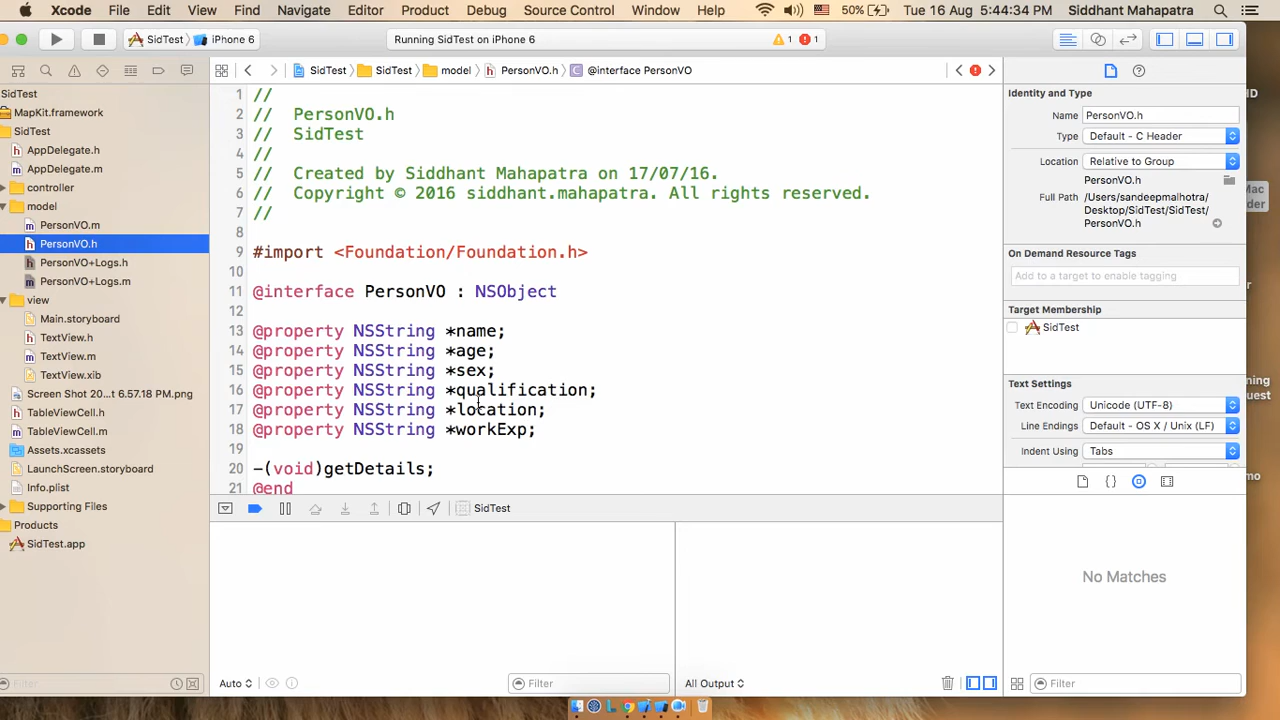 Xcode File Edit View Find Navigate Editor Product Debug Source Control Window Help 50% Tue 16 Aug 5:44:34 PM Siddhant Mahapatra
SidTest iPhone 6 Running SidTest on iPhone 6 1 1
SidTest SidTest model PersonVO.h @interface PersonVO
SidTest
MapKit.framework
SidTest
AppDelegate.h
AppDelegate.m
controller
model
PersonVO.m
PersonVO.h
PersonVO+Logs.h
PersonVO+Logs.m
view
Main.storyboard
TextView.h
TextView.m
TextView.xib
Screen Shot 20...t 6.57.18 PM.png
TableViewCell.h
TableViewCell.m
Assets.xcassets
LaunchScreen.storyboard
Info.plist
Supporting Files
Products
SidTest.app
1 //
2 // PersonVO.h
3 // SidTest
4 //
5 // Created by Siddhant Mahapatra on 17/07/16.
6 // Copyright © 2016 siddhant.mahapatra. All rights reserved.
7 //
8
9 #import <Foundation/Foundation.h>
10
11 @interface PersonVO : NSObject
12
13 @property NSString *name;
14 @property NSString *age;
15 @property NSString *sex;
16 @property NSString *qualification;
17 @property NSString *location;
18 @property NSString *workExp;
19
20 -(void)getDetails;
21 @end
SidTest
Auto Filter All Output
Identity and Type
Name PersonVO.h
Type Default - C Header
Location Relative to Group
PersonVO.h
Full Path /Users/sandeepmalhotra/
Desktop/SidTest/SidTest/
PersonVO.h
On Demand Resource Tags
Add to a target to enable tagging
Target Membership
SidTest
Text Settings
Text Encoding Unicode (UTF-8)
Line Endings Default - OS X / Unix (LF)
Indent Using Tabs
No Matches
Filter